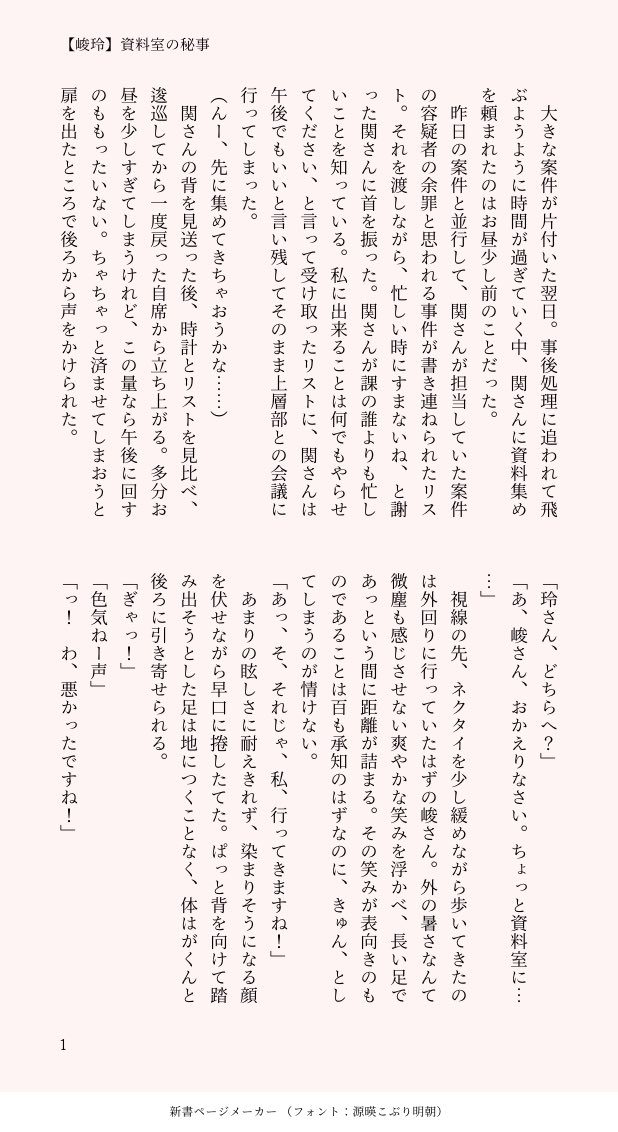 【峻玲】資料室の秘事
　大きな案件が片付いた翌日。事後処理に追われて飛
ぶようように時間が過ぎていく中、関さんに資料集め
を頼まれたのはお昼少し前のことだった。
　昨日の案件と並行して、関さんが担当していた案件
の容疑者の余罪と思われる事件が書き連ねられたリス
ト。それを渡しながら、忙しい時にすまないね、と謝
った関さんに首を振った。関さんが課の誰よりも忙し
いことを知っている。私に出来ることは何でもやらせ
てください、と言って受け取ったリストに、関さんは
午後でもいいと言い残してそのまま上層部との会議に
行ってしまった。
（んー、先に集めてきちゃおうかな……）
　関さんの背を見送った後、時計とリストを見比べ、
逡巡してから一度戻った自席から立ち上がる。多分お
昼を少しすぎてしまうけれど、この量なら午後に回す
のももったいない。ちゃちゃっと済ませてしまおうと
扉を出たところで後ろから声をかけられた。
「玲さん、どちらへ？」
「あ、峻さん、おかえりなさい。ちょっと資料室に…
…」
　視線の先、ネクタイを少し緩めながら歩いてきたの
は外回りに行っていたはずの峻さん。外の暑さなんて
微塵も感じさせない爽やかな笑みを浮かべ、長い足で
あっという間に距離が詰まる。その笑みが表向きのも
のであることは百も承知のはずなのに、きゅん、とし
てしまうのが情けない。
「あっ、そ、それじゃ、私、行ってきますね！」
　あまりの眩しさに耐えきれず、染まりそうになる顔
を伏せながら早口に捲したてた。ぱっと背を向けて踏
み出そうとした足は地につくことなく、体はがくんと
後ろに引き寄せられる。
「ぎゃっ！」
「色気ねー声」
「っ！　わ、悪かったですね！」
1
新書ページメーカー（フォント：源暎こぶり明朝）